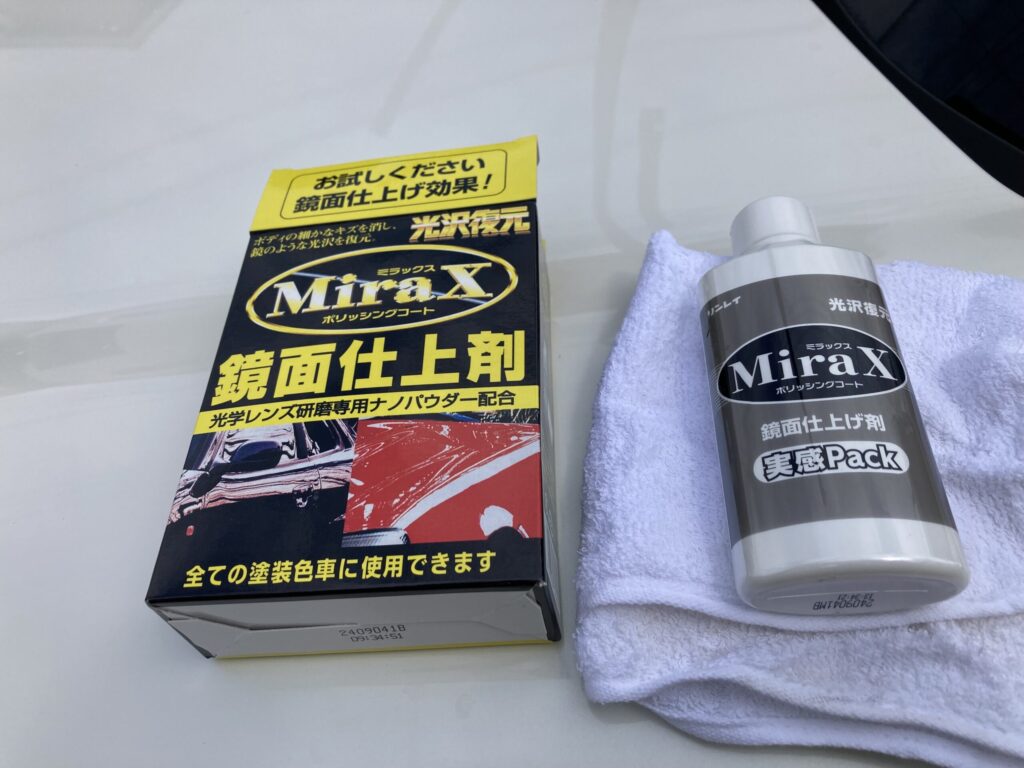 お試しください
鏡面仕上げ効果!
ボディの細かなキズを消し、
鏡のような光沢を復元。
光沢復元
ミラックス
MiraX
ポリッシングコート
鏡面仕上剤
光学レンズ研磨専用ナノパウダー配合
全ての塗装色車に使用できます
2409041B
09:34:51
リンレイ
光沢復元
ミラックス
MiraX
ポリッシングコート
鏡面仕上げ剤
実感Pack
2409041MB